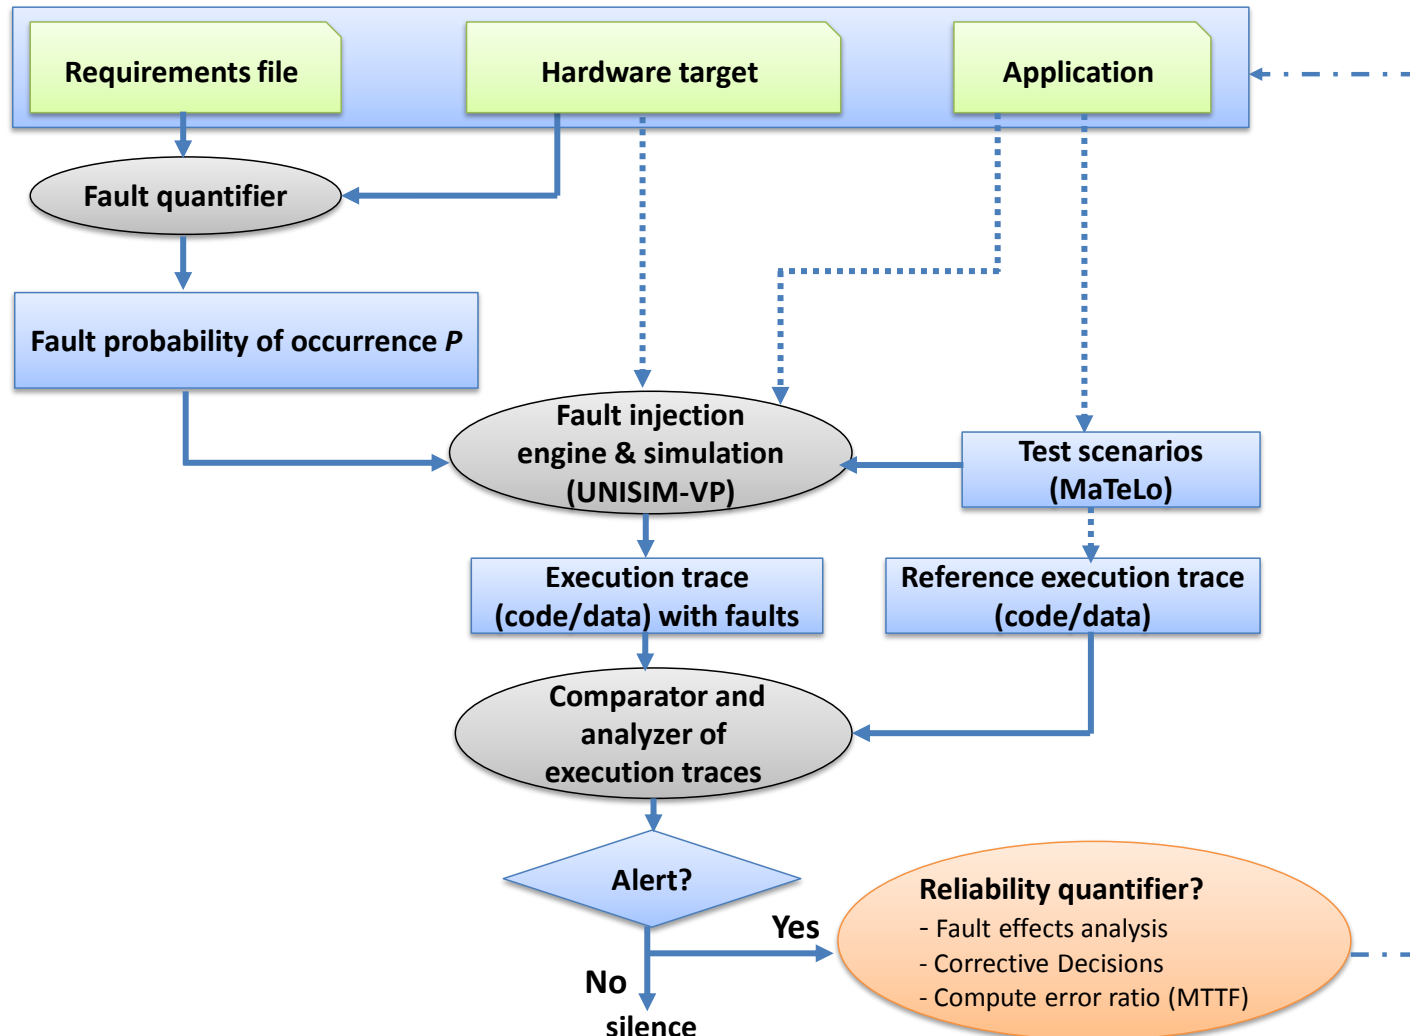 Requirements file
Hardware target
Application
Fault quantifier
Fault probability of occurrence P
Fault injection
engine & simulation
(UNISIM-VP)
Test scenarios
(MaTeLo)
Execution trace
(code/data) with faults
Reference execution trace
(code/data)
Comparator and
analyzer of
execution traces
Alert?
Yes
No
silence
Reliability quantifier?
- Fault effects analysis
- Corrective Decisions
- Compute error ratio (MTTF)